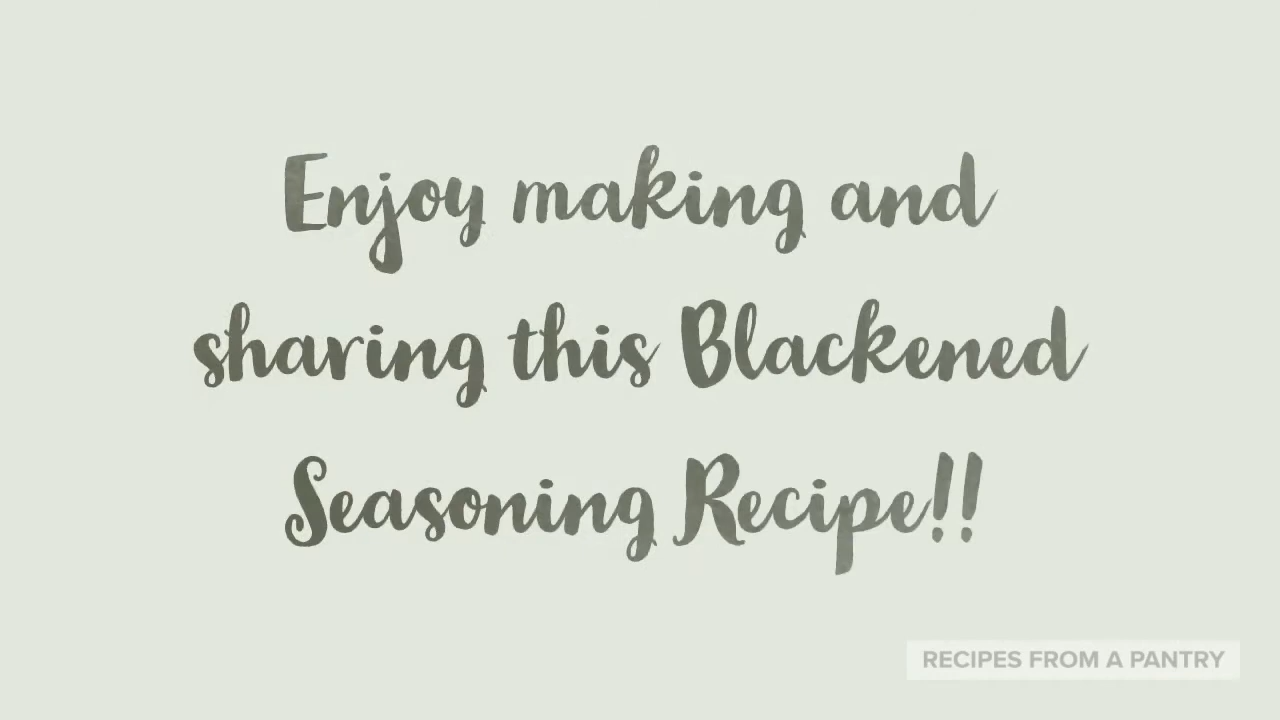 Enjoy making and
sharing this Blackened
Seasoning Recipe!!
RECIPES FROM A PANTRY